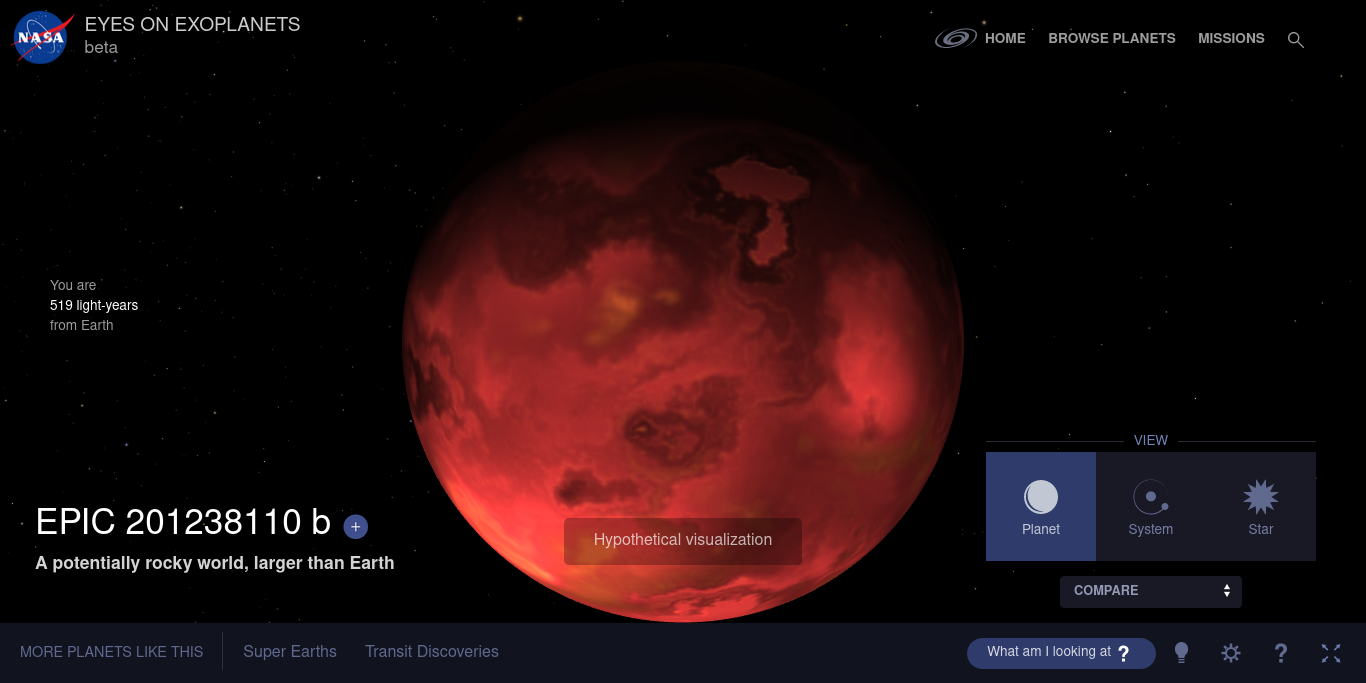 NASA
EYES ON EXOPLANETS
beta
HOME
BROWSE PLANETS
MISSIONS
You are
519 light-years
from Earth
VIEW
Planet
System
Star
EPIC 201238110 b +
A potentially rocky world, larger than Earth
Hypothetical visualization
COMPARE
MORE PLANETS LIKE THIS
Super Earths
Transit Discoveries
What am I looking at ?
?